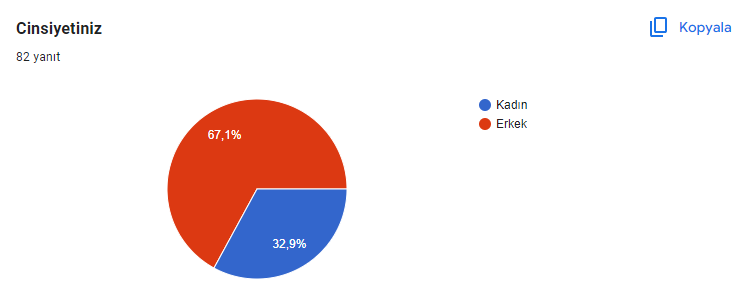 Cinsiyetiniz
Kopyala
82 yanıt
Kadın
Erkek
67,1%
32,9%